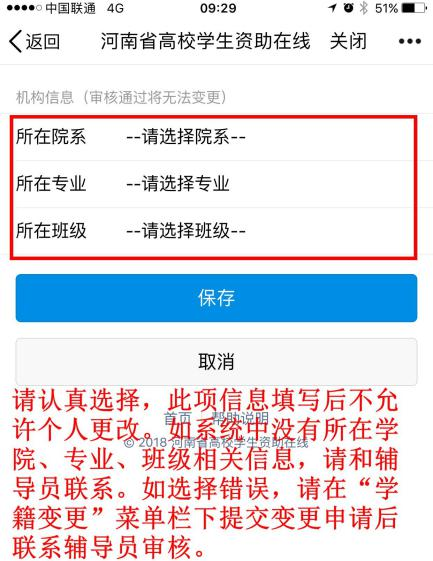 中国联通 4G 09:29 51%
返回 河南省高校学生资助在线 关闭
机构信息（审核通过将无法变更）
所在院系 --请选择院系--
所在专业 --请选择专业
所在班级 --请选择班级--
保存
取消
请认真选择，此项信息填写后不允
首页 帮助说明
许个人更改。如系统中没有所在学
© 2018 河南省高校学生资助在线
院、专业、班级相关信息，请和辅
导员联系。如选择错误，请在“学
籍变更”菜单栏下提交变更申请后
联系辅导员审核。